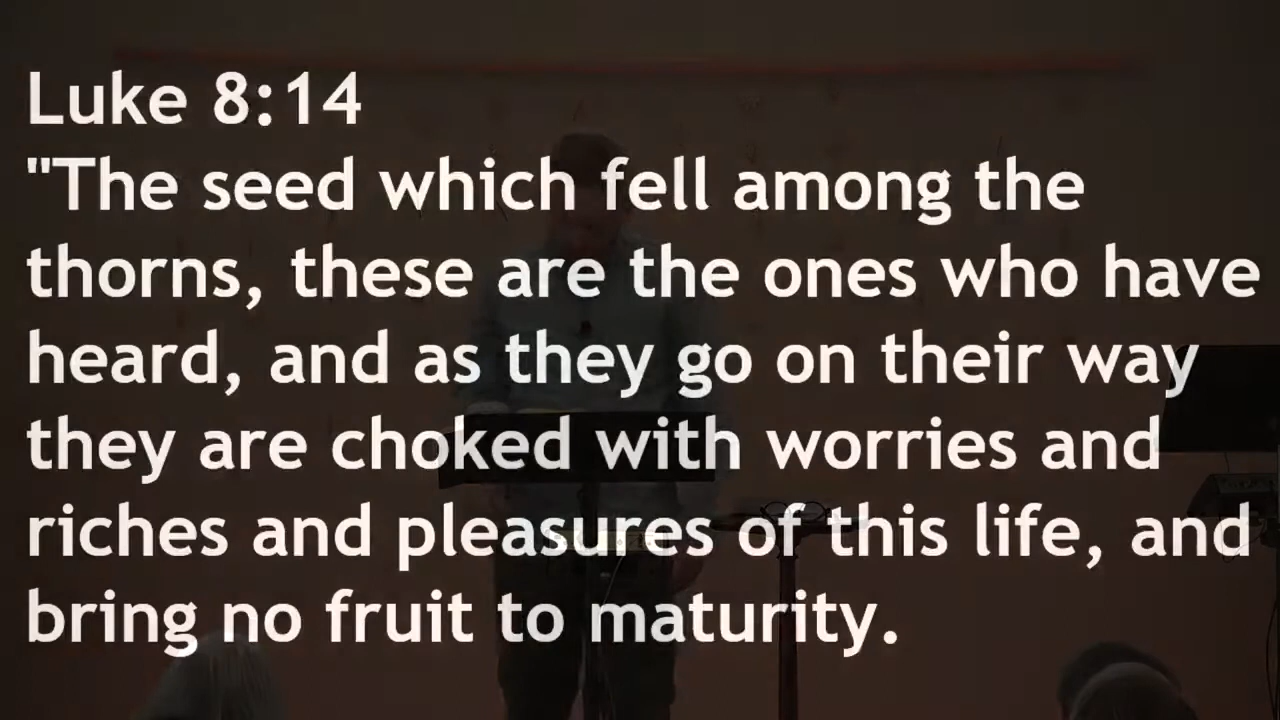 Luke 8:14
"The seed which fell among the
thorns, these are the ones who have
heard, and as they go on their way
they are choked with worries and
riches and pleasures of this life, and
bring no fruit to maturity.